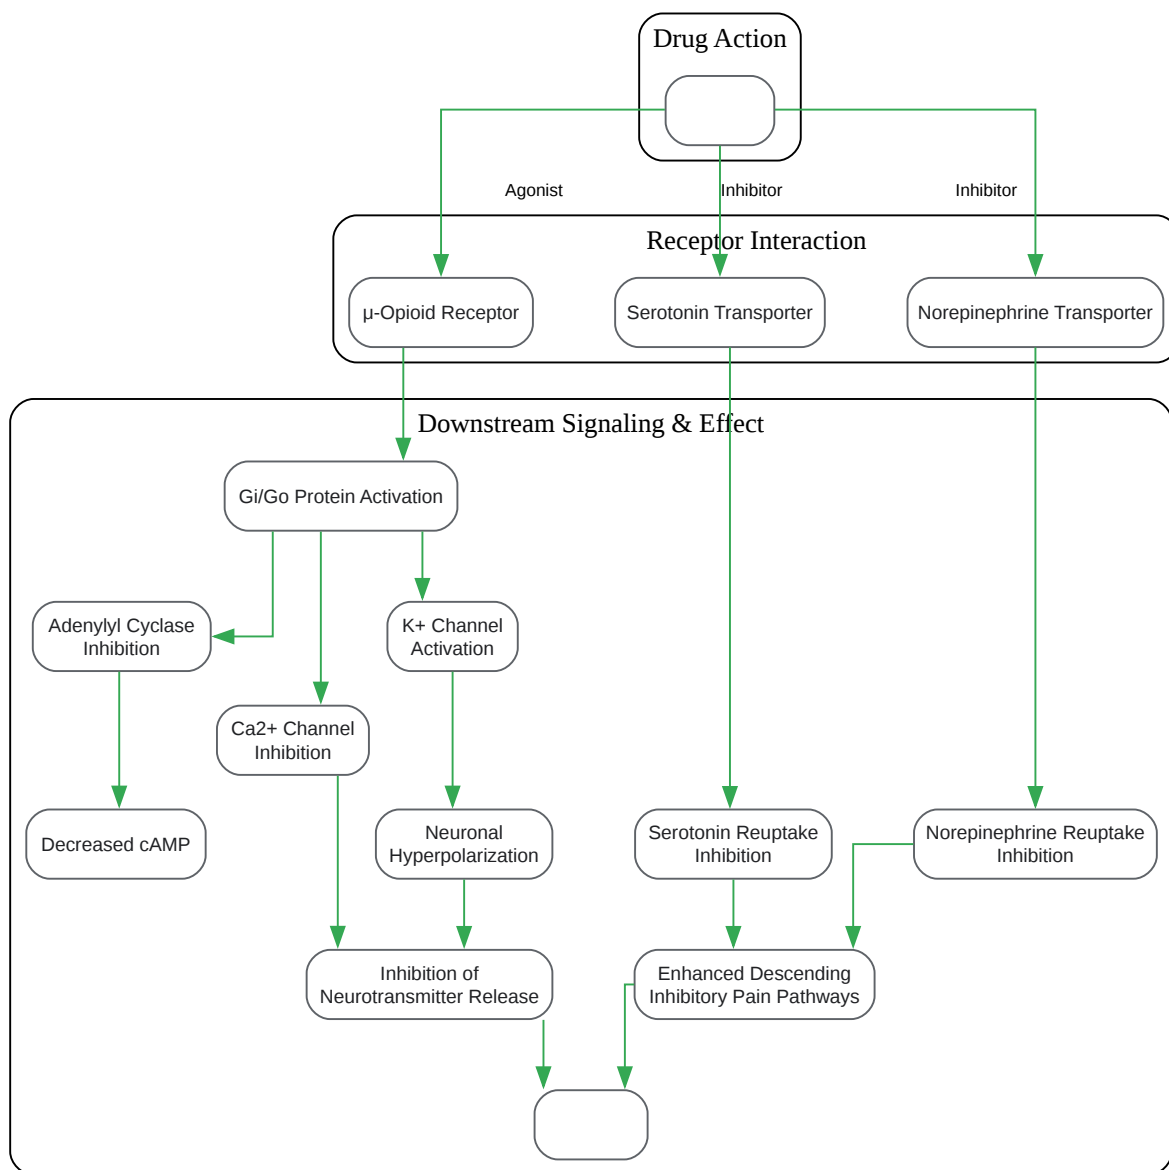 Drug Action
Agonist
Inhibitor
Inhibitor
Receptor Interaction
μ-Opioid Receptor
Serotonin Transporter
Norepinephrine Transporter
Downstream Signaling & Effect
Gi/Go Protein Activation
Adenylyl Cyclase
Inhibition
K+ Channel
Activation
Ca2+ Channel
Inhibition
Decreased cAMP
Neuronal
Hyperpolarization
Serotonin Reuptake
Inhibition
Norepinephrine Reuptake
Inhibition
Inhibition of
Neurotransmitter Release
Enhanced Descending
Inhibitory Pain Pathways